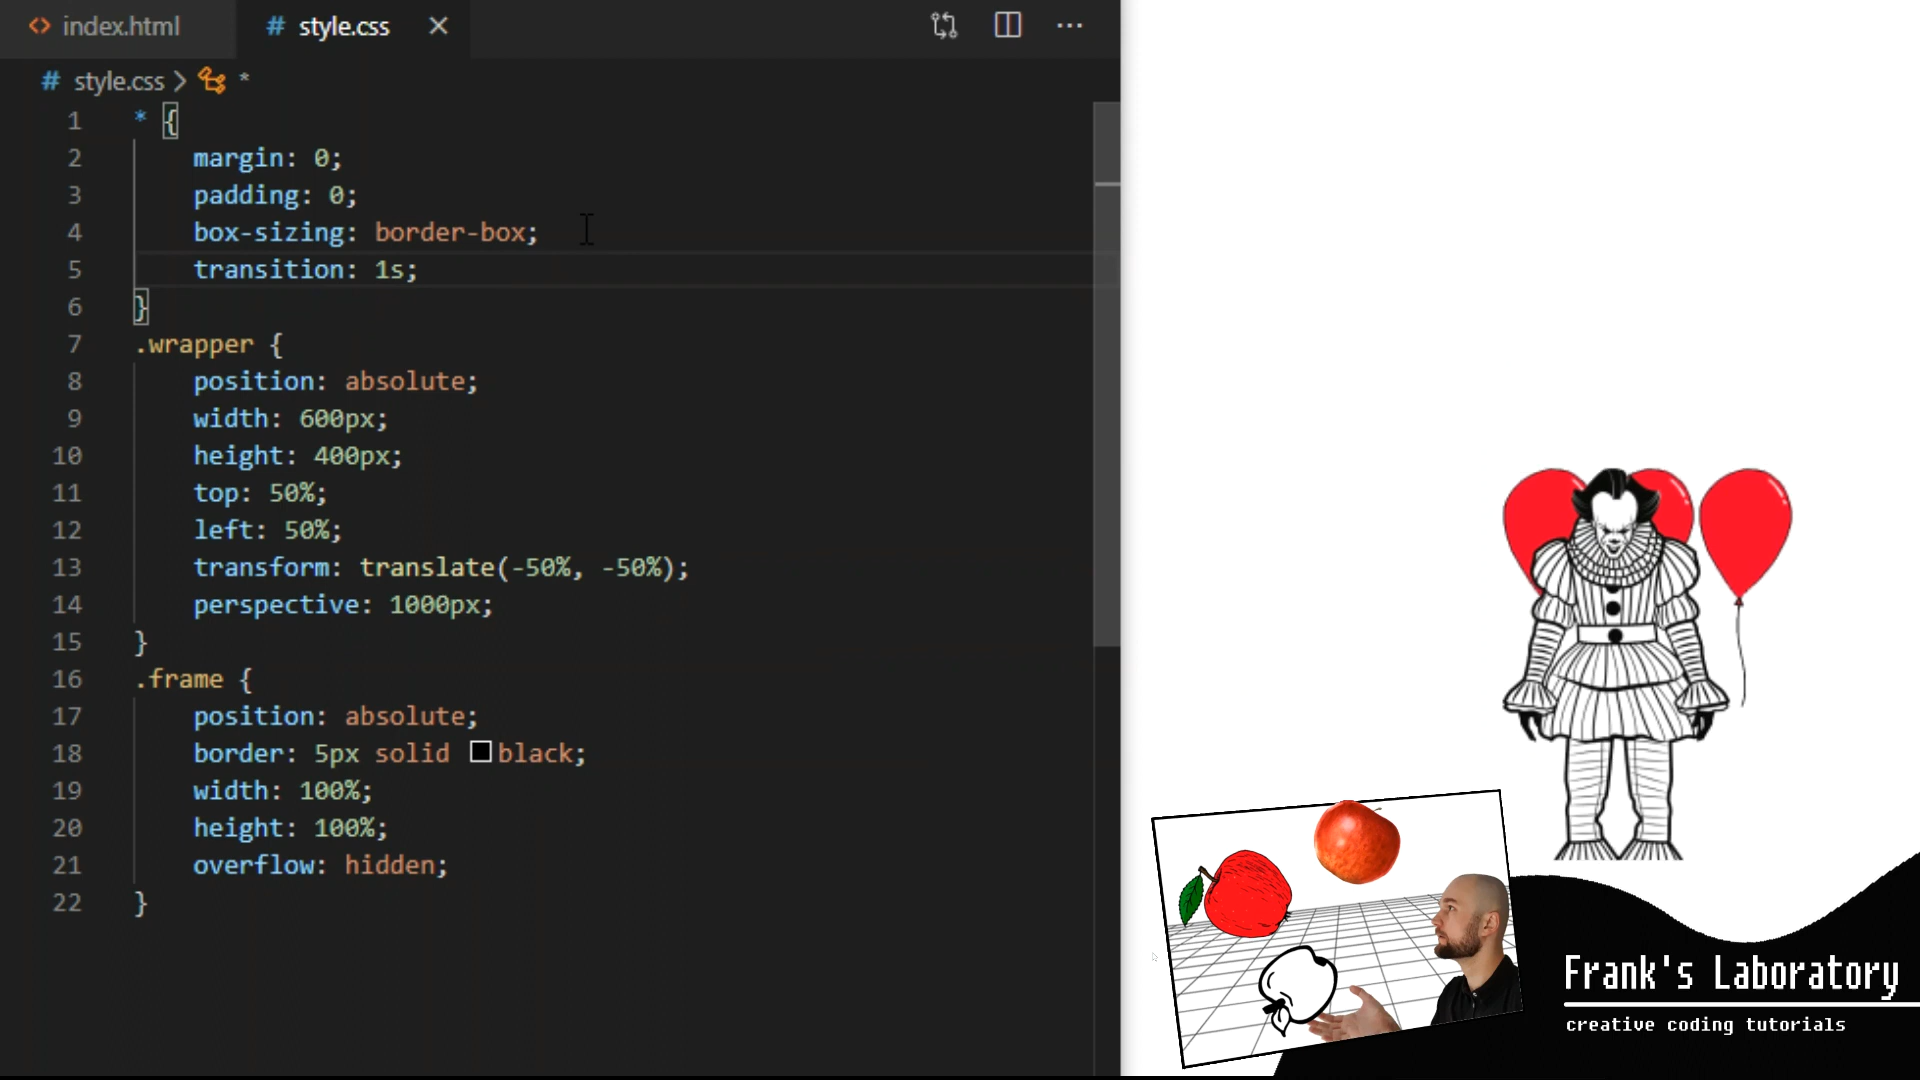 index.html
style.css
style.css > *
1 * {
2 margin: 0;
3 padding: 0;
4 box-sizing: border-box;
5 transition: 1s;
6 }
7 .wrapper {
8 position: absolute;
9 width: 600px;
10 height: 400px;
11 top: 50%;
12 left: 50%;
13 transform: translate(-50%, -50%);
14 perspective: 1000px;
15 }
16 .frame {
17 position: absolute;
18 border: 5px solid black;
19 width: 100%;
20 height: 100%;
21 overflow: hidden;
22 }
Frank's Laboratory
creative coding tutorials